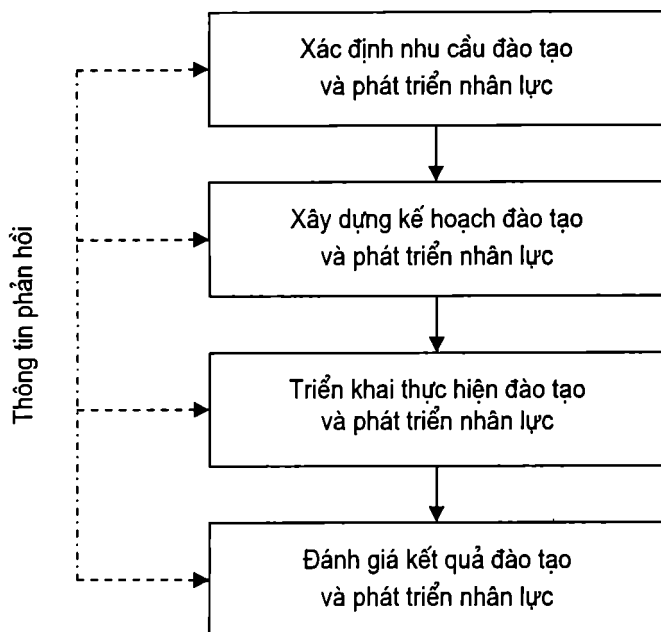 Xác định nhu cầu đào tạo
và phát triển nhân lực
Xây dựng kế hoạch đào tạo
và phát triển nhân lực
Thông tin phản hồi
Triển khai thực hiện đào tạo
và phát triển nhân lực
Đánh giá kết quả đào tạo
và phát triển nhân lực